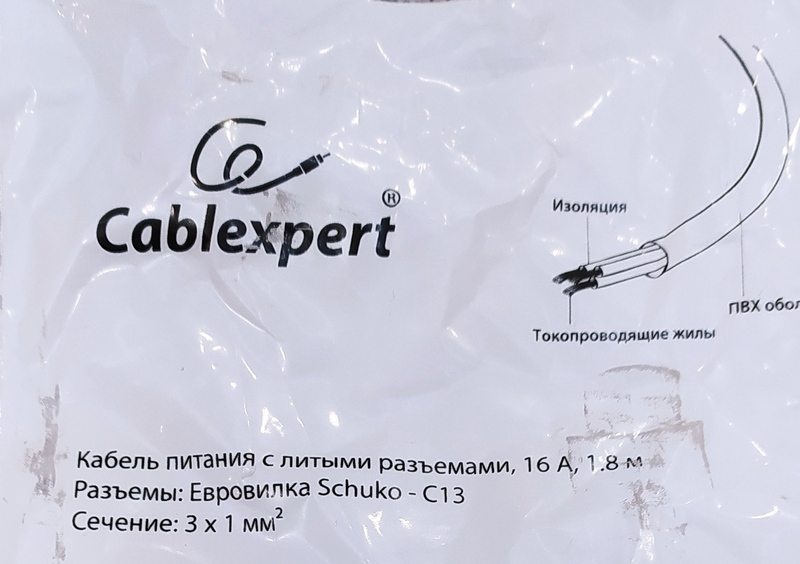 Cablexpert®
Изоляция
ПВХ
Токопроводящие жилы
Кабель питания с литыми разъемами, 16 А, 1.8 м
Разъемы: Евровилка Schuko - C13
Сечение: 3 x 1 мм²